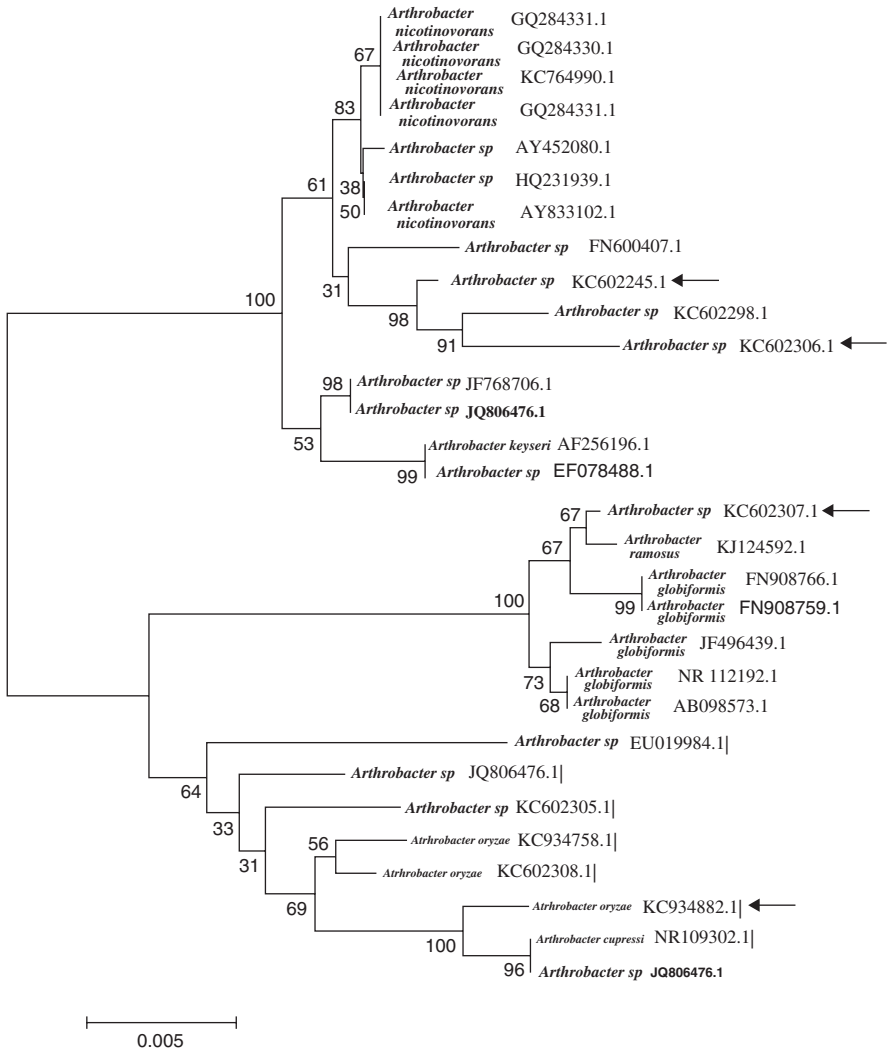 Arthrobacter
nicotinovorans GQ284331.1
67
Arthrobacter
nicotinovorans GQ284330.1
Arthrobacter
nicotinovorans KC764990.1
83
Arthrobacter
nicotinovorans GQ284331.1
Arthrobacter sp AY452080.1
61
38
Arthrobacter sp HQ231939.1
50
Arthrobacter
nicotinovorans AY833102.1
Arthrobacter sp FN600407.1
31
Arthrobacter sp KC602245.1
100
98
Arthrobacter sp KC602298.1
91
Arthrobacter sp KC602306.1
98
Arthrobacter sp JF768706.1
Arthrobacter sp JQ806476.1
53
Arthrobacter keyseri AF256196.1
99
Arthrobacter sp EF078488.1
67
Arthrobacter sp KC602307.1
67
Arthrobacter
ramosus KJ124592.1
Arthrobacter
globiformis FN908766.1
100
99
Arthrobacter
globiformis FN908759.1
Arthrobacter
globiformis JF496439.1
73
Arthrobacter
globiformis NR 112192.1
68
Arthrobacter
globiformis AB098573.1
Arthrobacter sp EU019984.1|
64
Arthrobacter sp JQ806476.1|
33
Arthrobacter sp KC602305.1|
31
56
Atrhrobacter oryzae KC934758.1|
Atrhrobacter oryzae KC602308.1|
69
Atrhrobacter oryzae KC934882.1|
100
Arthrobacter cupressi NR109302.1|
96
Arthrobacter sp JQ806476.1
0.005